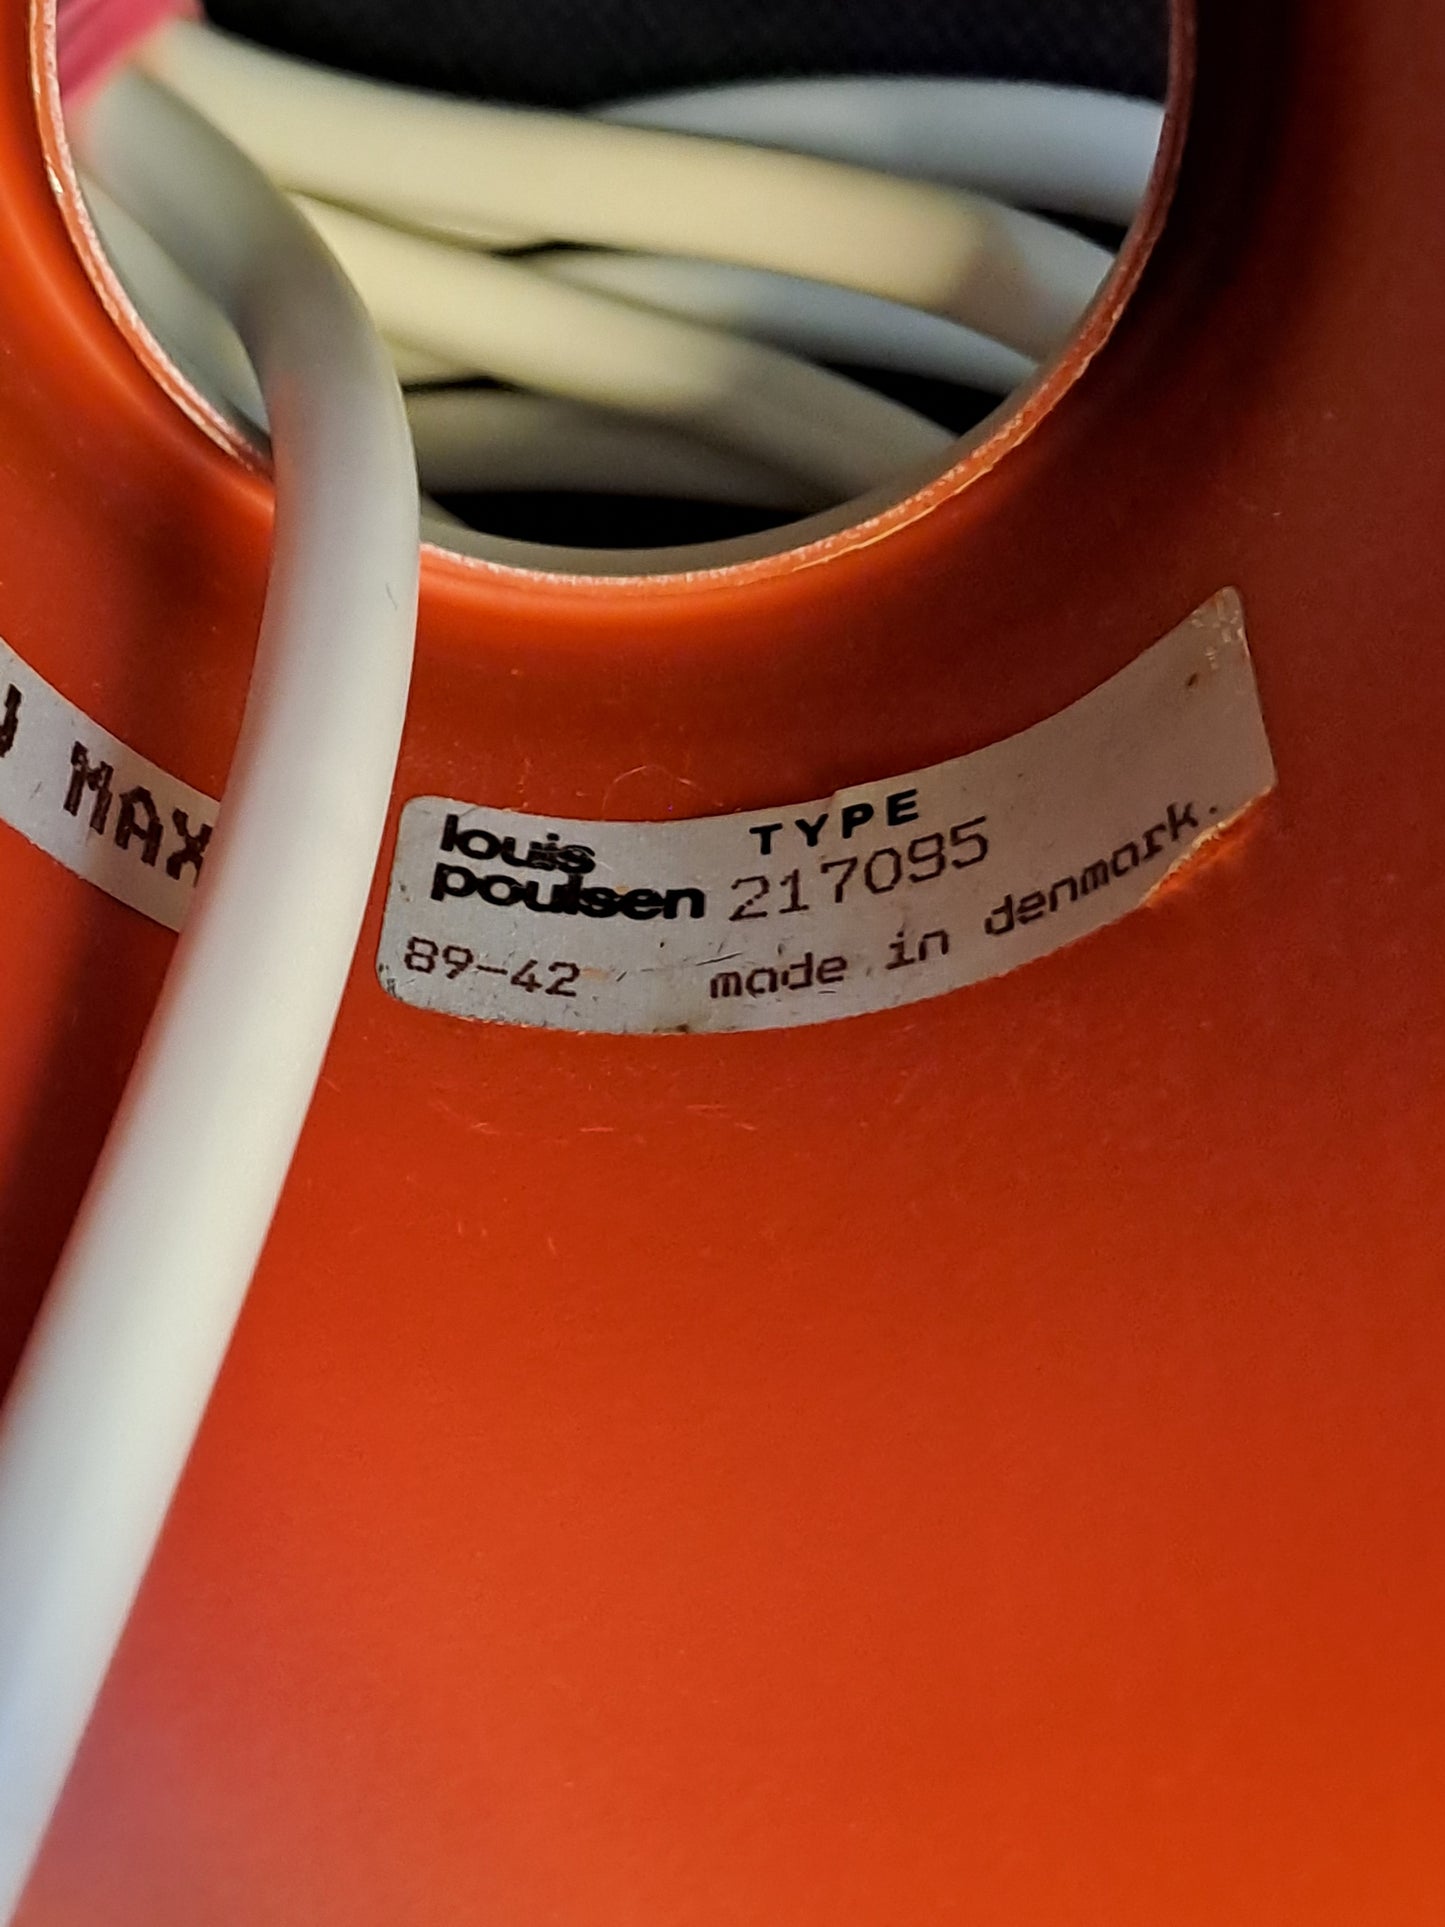 MAX
louis
poulsen
TYPE
217095
89-42
made in denmark.